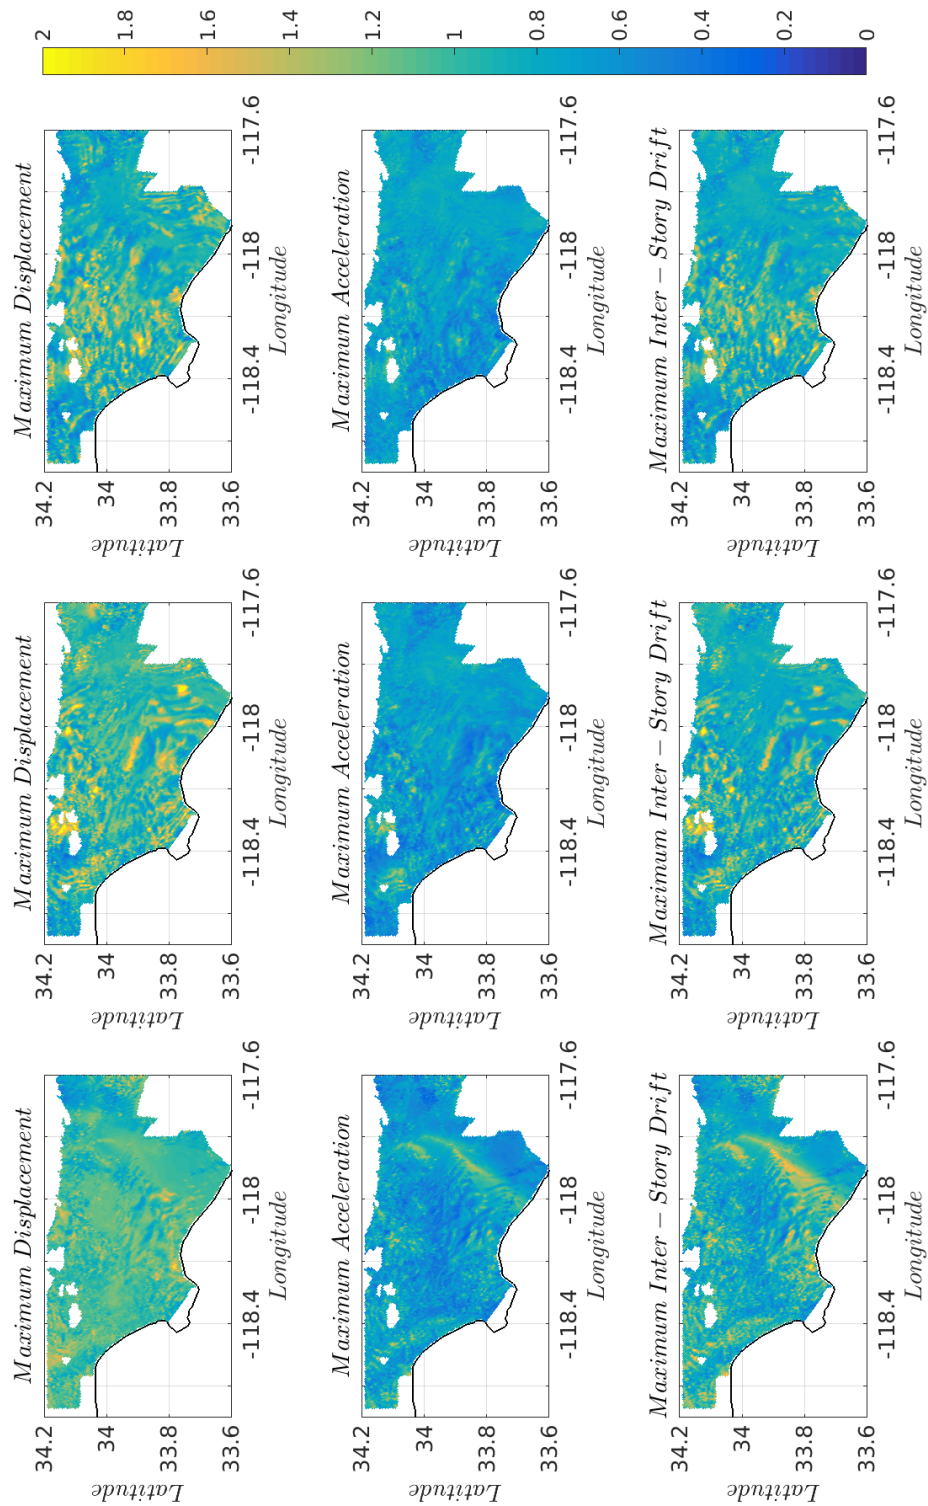 Maximum Displacement
Latitude
34.2
34
33.8
33.6
-118.4 -118 -117.6
Longitude
Maximum Displacement
Latitude
34.2
34
33.8
33.6
-118.4 -118 -117.6
Longitude
Maximum Displacement
Latitude
34.2
34
33.8
33.6
-118.4 -118 -117.6
Longitude
Maximum Acceleration
Latitude
34.2
34
33.8
33.6
-118.4 -118 -117.6
Longitude
Maximum Acceleration
Latitude
34.2
34
33.8
33.6
-118.4 -118 -117.6
Longitude
Maximum Acceleration
Latitude
34.2
34
33.8
33.6
-118.4 -118 -117.6
Longitude
Maximum Inter − Story Drift
Latitude
34.2
34
33.8
33.6
-118.4 -118 -117.6
Longitude
Maximum Inter − Story Drift
Latitude
34.2
34
33.8
33.6
-118.4 -118 -117.6
Longitude
Maximum Inter − Story Drift
Latitude
34.2
34
33.8
33.6
-118.4 -118 -117.6
Longitude
2
1.8
1.6
1.4
1.2
1
0.8
0.6
0.4
0.2
0